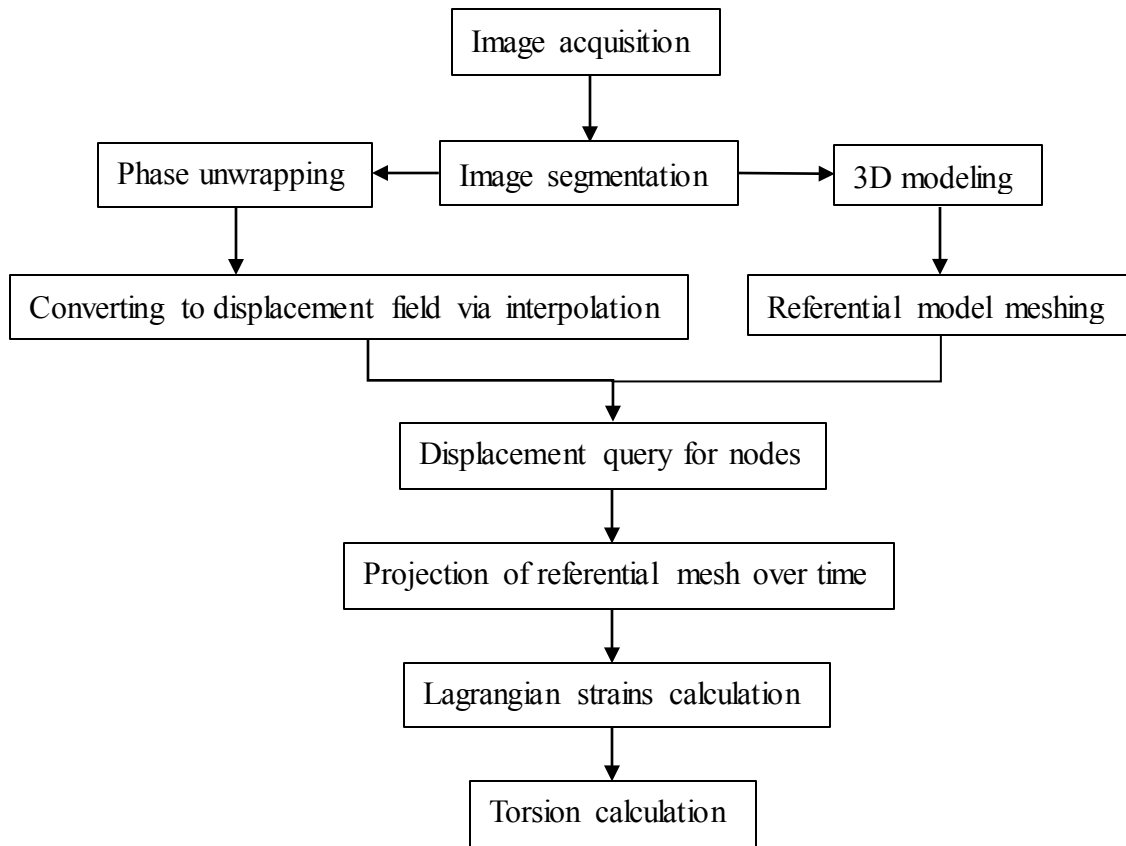 Image acquisition
Phase unwrapping
Image segmentation
3D modeling
Converting to displacement field via interpolation
Referential model meshing
Displacement query for nodes
Projection of referential mesh over time
Lagrangian strains calculation
Torsion calculation